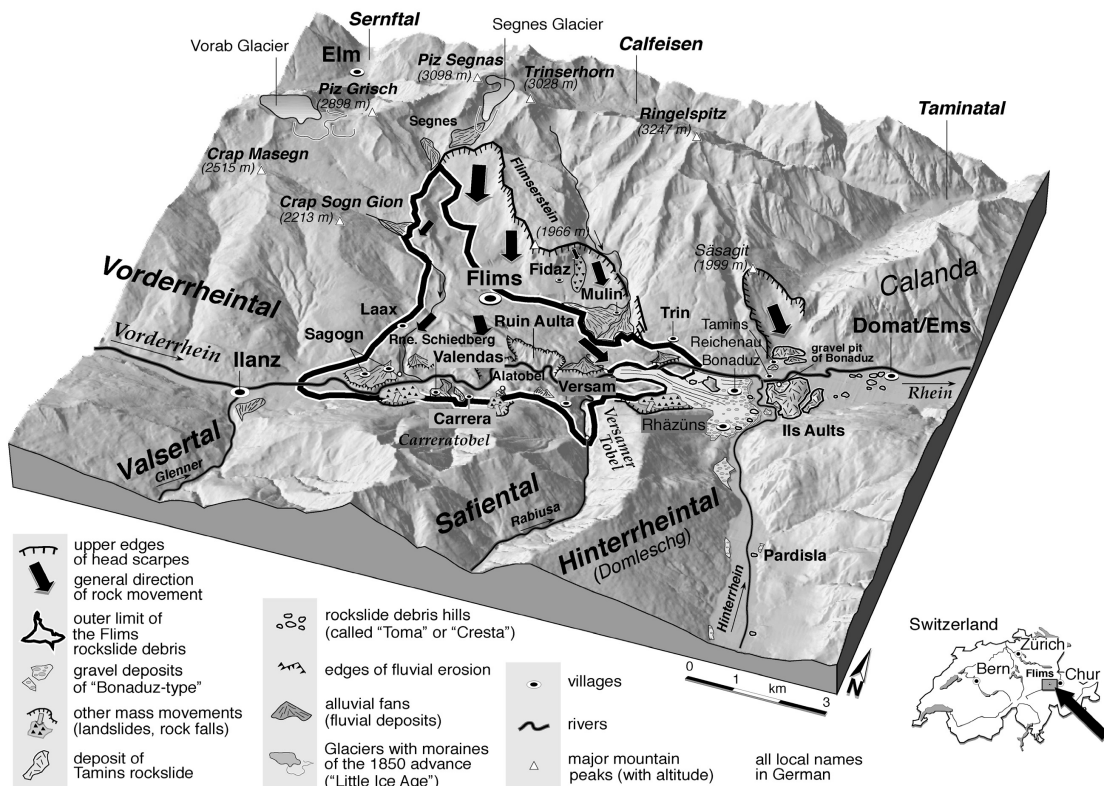 Sernftal
Segnes Glacier
Vorab Glacier
Elm
Piz Segnas
(3098 m)
Calfeisen
Trinserhorn
(3028 m)
Piz Grisch
(2898 m)
Ringelspitz
(3247 m)
Taminatal
Segnes
Crap Masegn
(2515 m)
Flimserstein
(1966 m)
Crap Sogn Gion
(2213 m)
Säsagit
(1999 m)
Calanda
Vorderrheintal
Flims
Fidaz
Mulin
Laax
Ruin Aulta
Trin
Tamins
Reichenau
Bonaduz
Domat/Ems
Vorderrhein
Sagogn
Rne. Schiedberg
Valendas
gravel pit
of Bonaduz
Ilanz
Alatobel
Versam
Rhein
Carrera
Carreratobel
Versamer
Tobel
Rhäzüns
Ils Aults
Valsertal
Glenner
Safiental
Rabiusa
Hinterrheintal
(Domleschg)
Pardisla
Hinterrhein
upper edges
of head scarpes
general direction
of rock movement
outer limit of
the Flims
rockslide debris
gravel deposits
of “Bonaduz-type”
other mass movements
(landslides, rock falls)
deposit of
Tamins rockslide
rockslide debris hills
(called “Toma” or “Cresta”)
edges of fluvial erosion
alluvial fans
(fluvial deposits)
Glaciers with moraines
of the 1850 advance
(“Little Ice Age”)
villages
rivers
major mountain
peaks (with altitude)
all local names
in German
0
1
km
3
N
Switzerland
Zürich
Bern
Flims
Chur